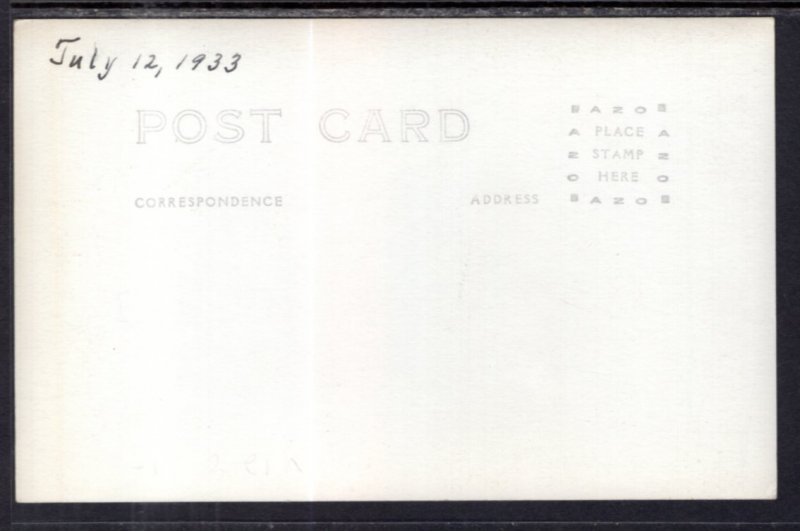 July 12, 1933
POST CARD
AZO
PLACE
STAMP
HERE
AZO
CORRESPONDENCE
ADDRESS